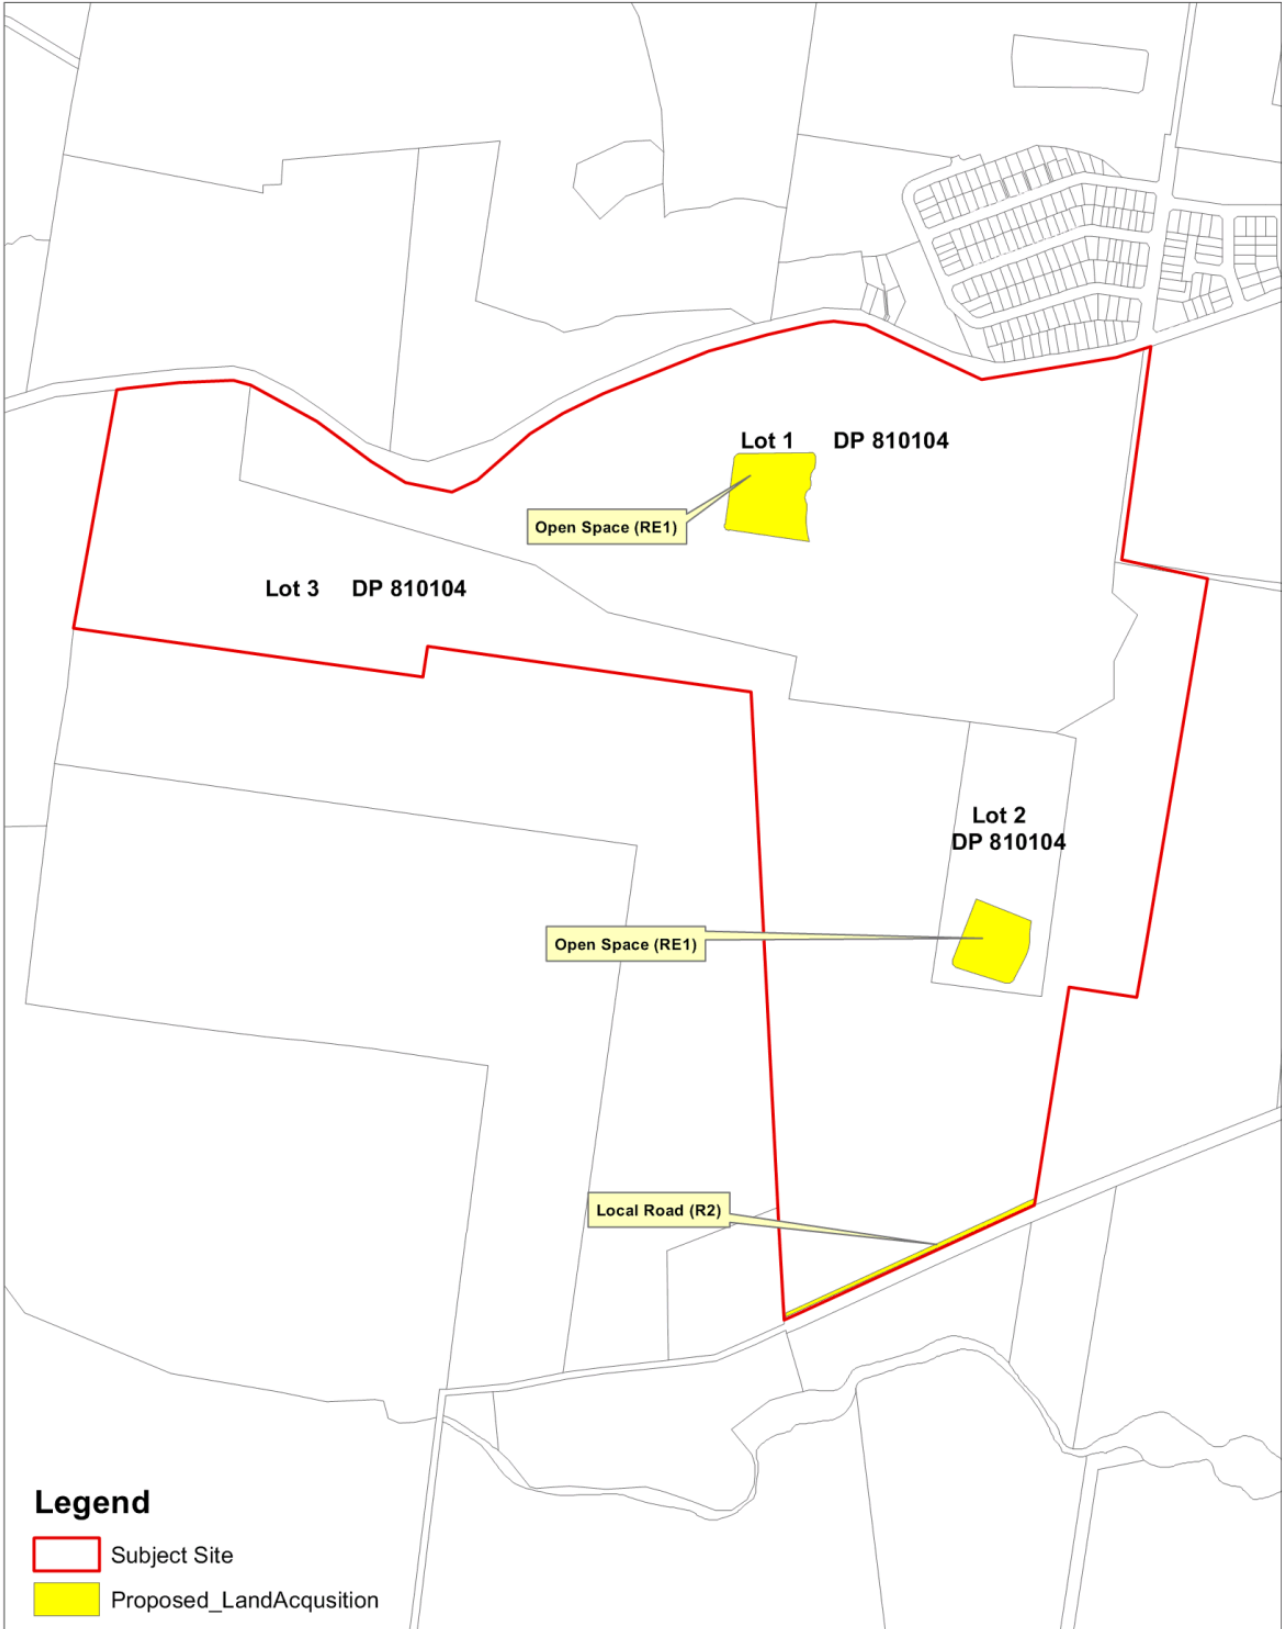 Lot 1 DP 810104
Open Space (RE1)
Lot 3 DP 810104
Lot 2
DP 810104
Open Space (RE1)
Local Road (R2)
Legend
Subject Site
Proposed_LandAcqusition